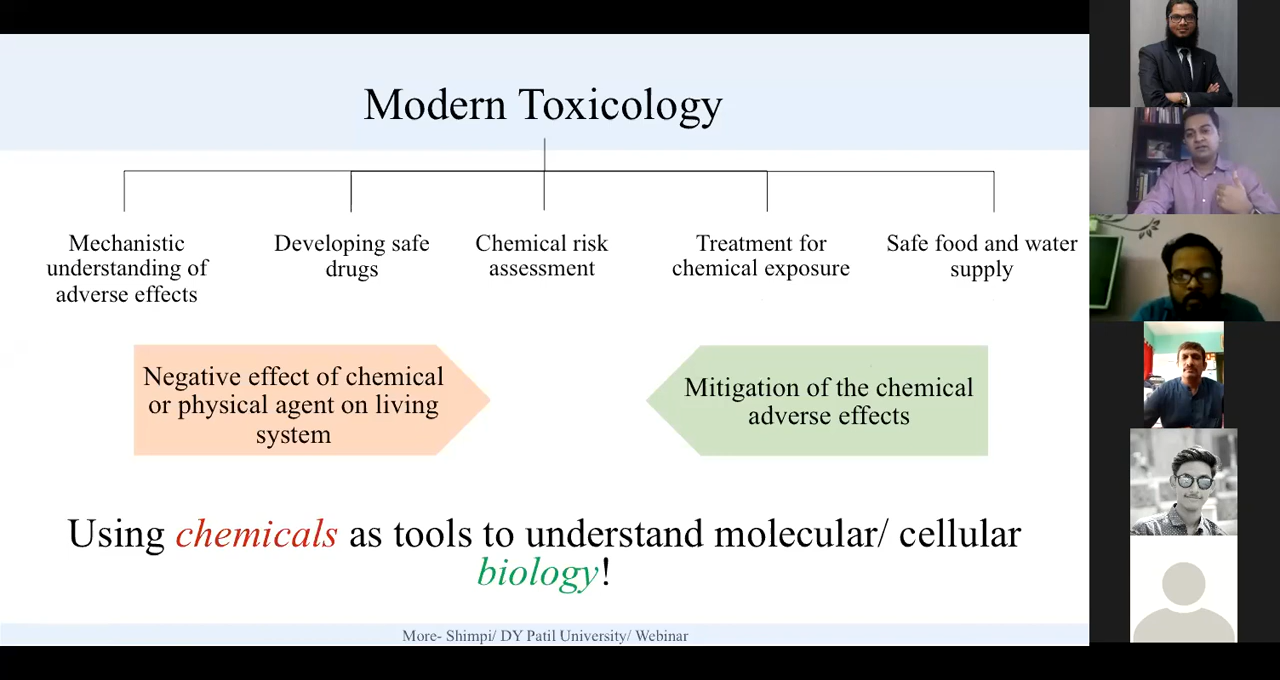 Modern Toxicology
Mechanistic
understanding of
adverse effects
Developing safe
drugs
Chemical risk
assessment
Treatment for
chemical exposure
Safe food and water
supply
Negative effect of chemical
or physical agent on living
system
Mitigation of the chemical
adverse effects
Using chemicals as tools to understand molecular/ cellular
biology!
More- Shimpi/ DY Patil University/ Webinar